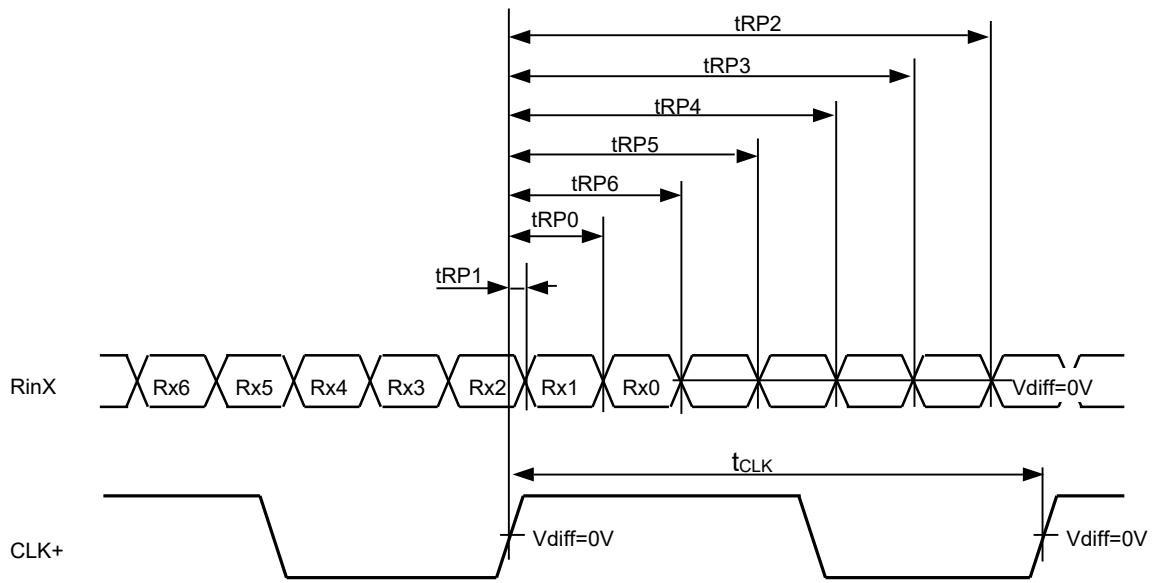 tRP2
tRP3
tRP4
tRP5
tRP6
tRP0
tRP1
RinX Rx6 Rx5 Rx4 Rx3 Rx2 Rx1 Rx0 Vdiff=0V
tCLK
CLK+ Vdiff=0V Vdiff=0V